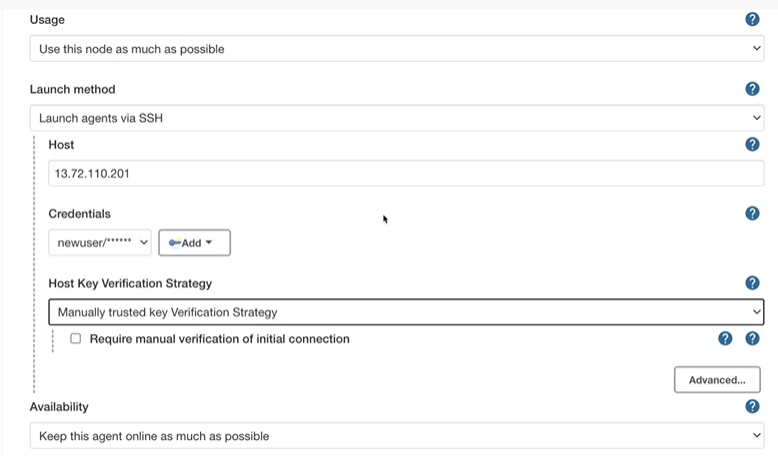 Usage
Use this node as much as possible
Launch method
Launch agents via SSH
Host
13.72.110.201
Credentials
newuser/******
Add
Host Key Verification Strategy
Manually trusted key Verification Strategy
Require manual verification of initial connection
Advanced...
Availability
Keep this agent online as much as possible